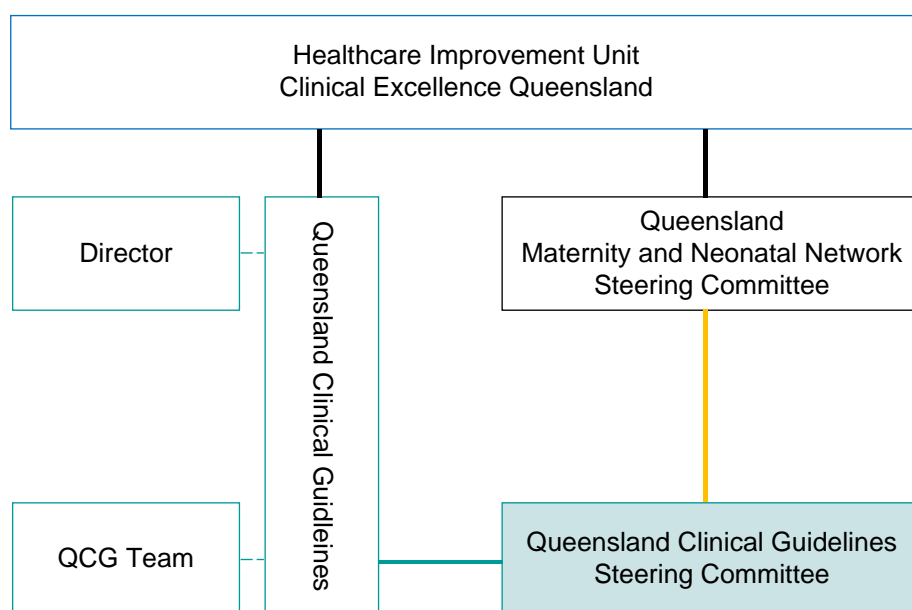 Healthcare Improvement Unit
Clinical Excellence Queensland
Director
Queensland Clinical Guidleines
Queensland
Maternity and Neonatal Network
Steering Committee
QCG Team
Queensland Clinical Guidelines
Steering Committee